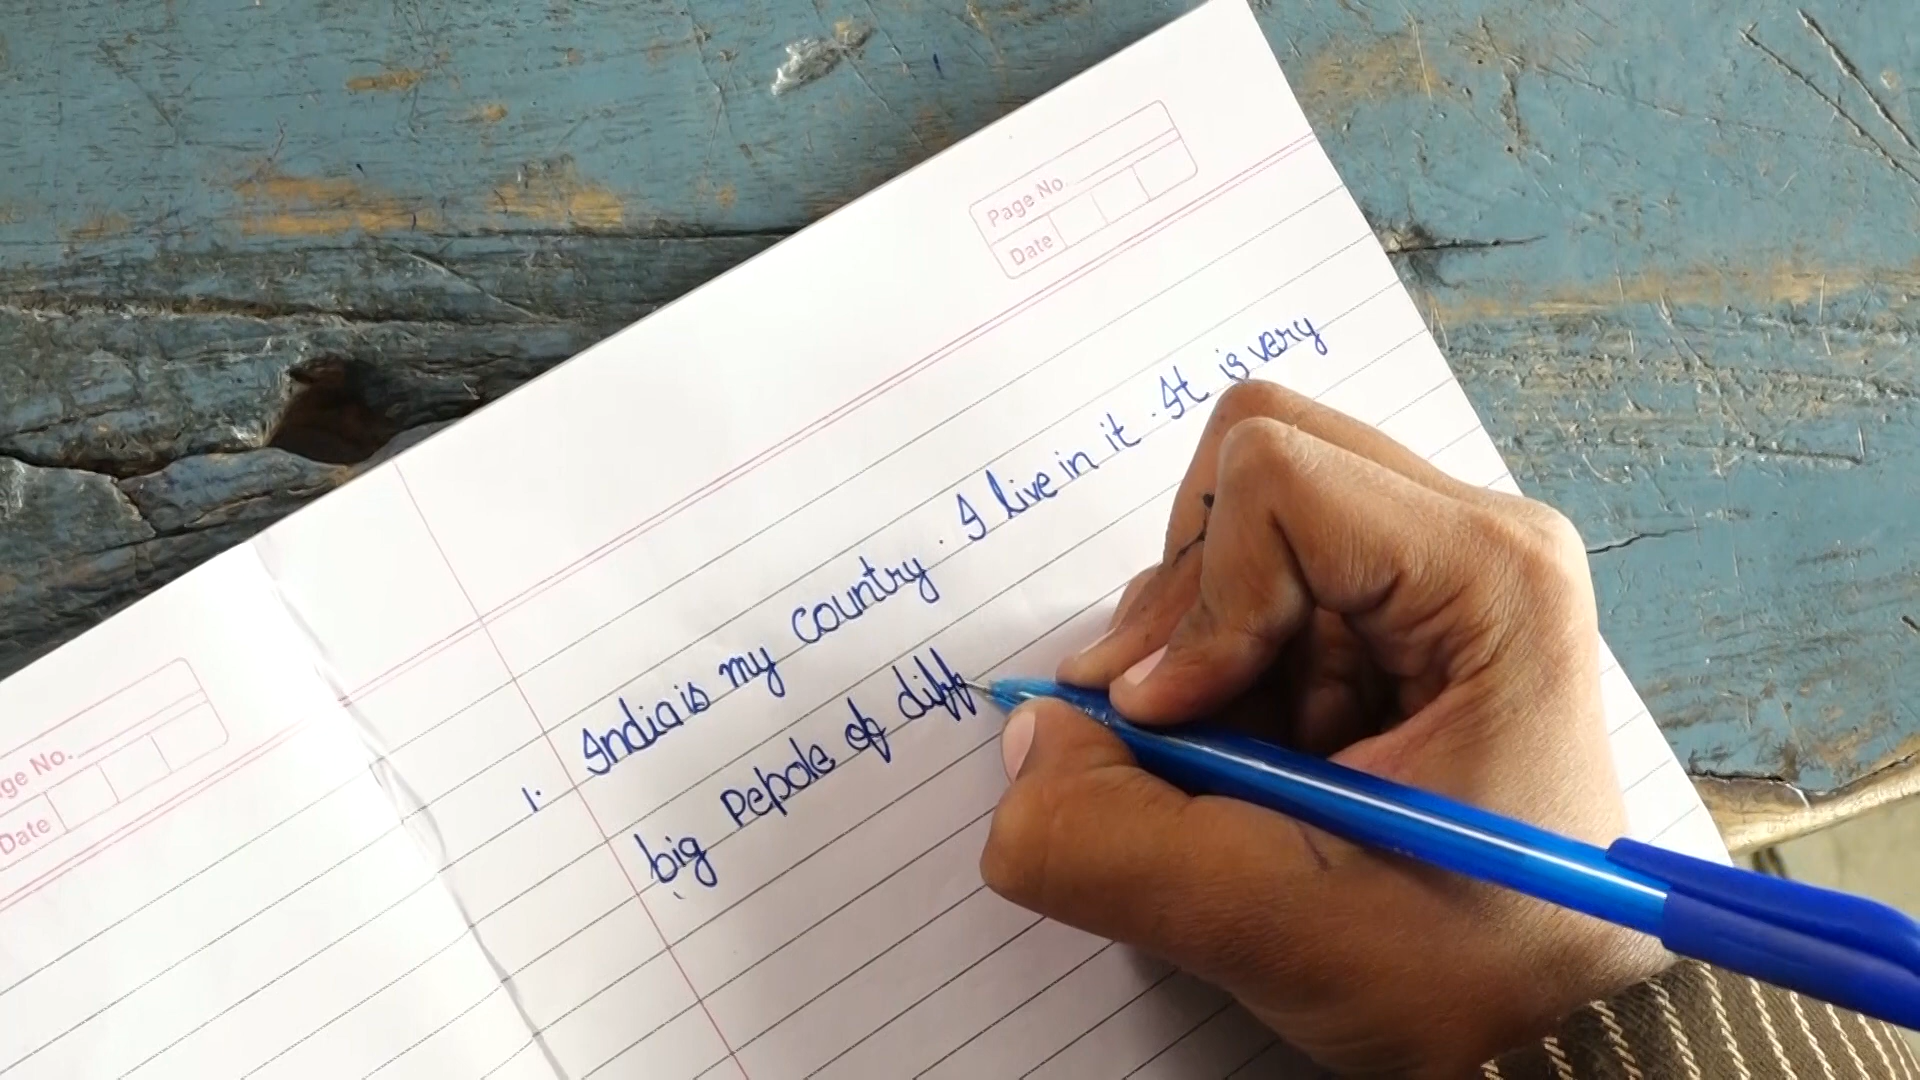 Page No.
Date
1. India is my country. I live in it. It is very
big pepole of diff
ge No.
Date